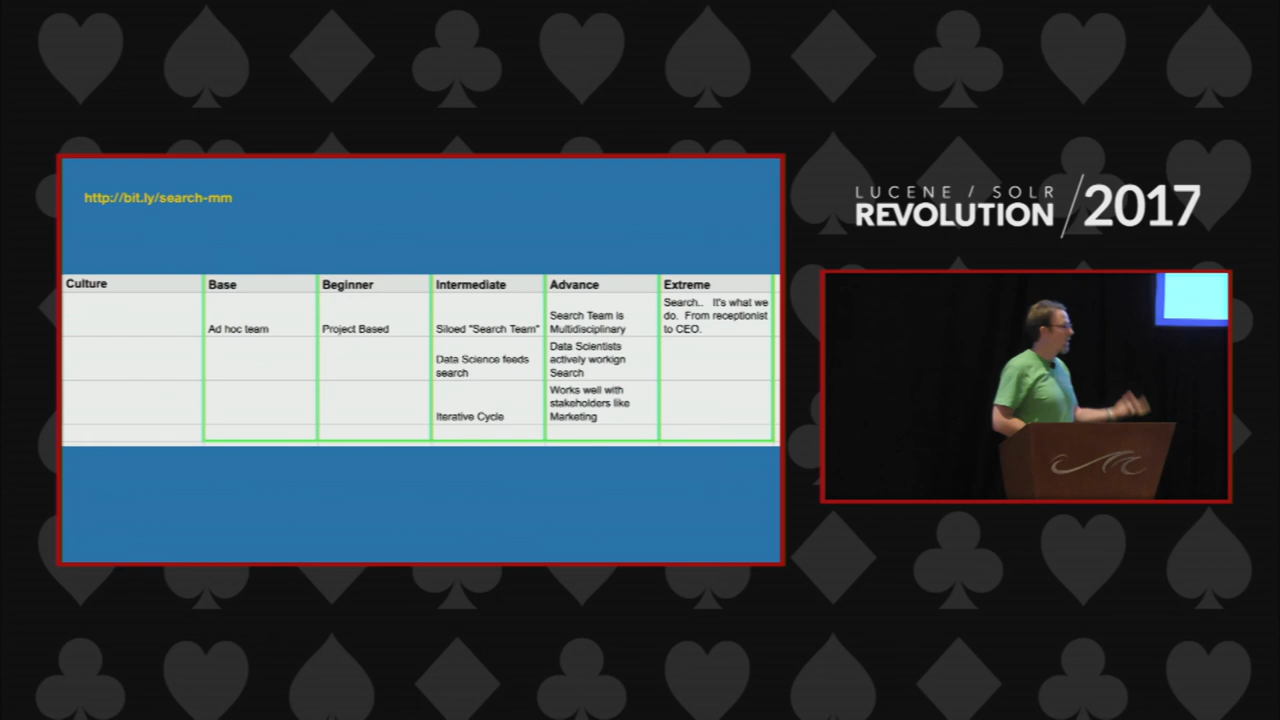 http://bit.ly/search-mm
LUCENE / SOLR
REVOLUTION /2017
Culture Base Beginner Intermediate Advance Extreme
Ad hoc team
Project Based
Siloed "Search Team"
Search Team is
Multidisciplinary
Search.. It's what we
do. From receptionist
to CEO.
Data Science feeds
search
Data Scientists
actively workign
Search
Iterative Cycle
Works well with
stakeholders like
Marketing